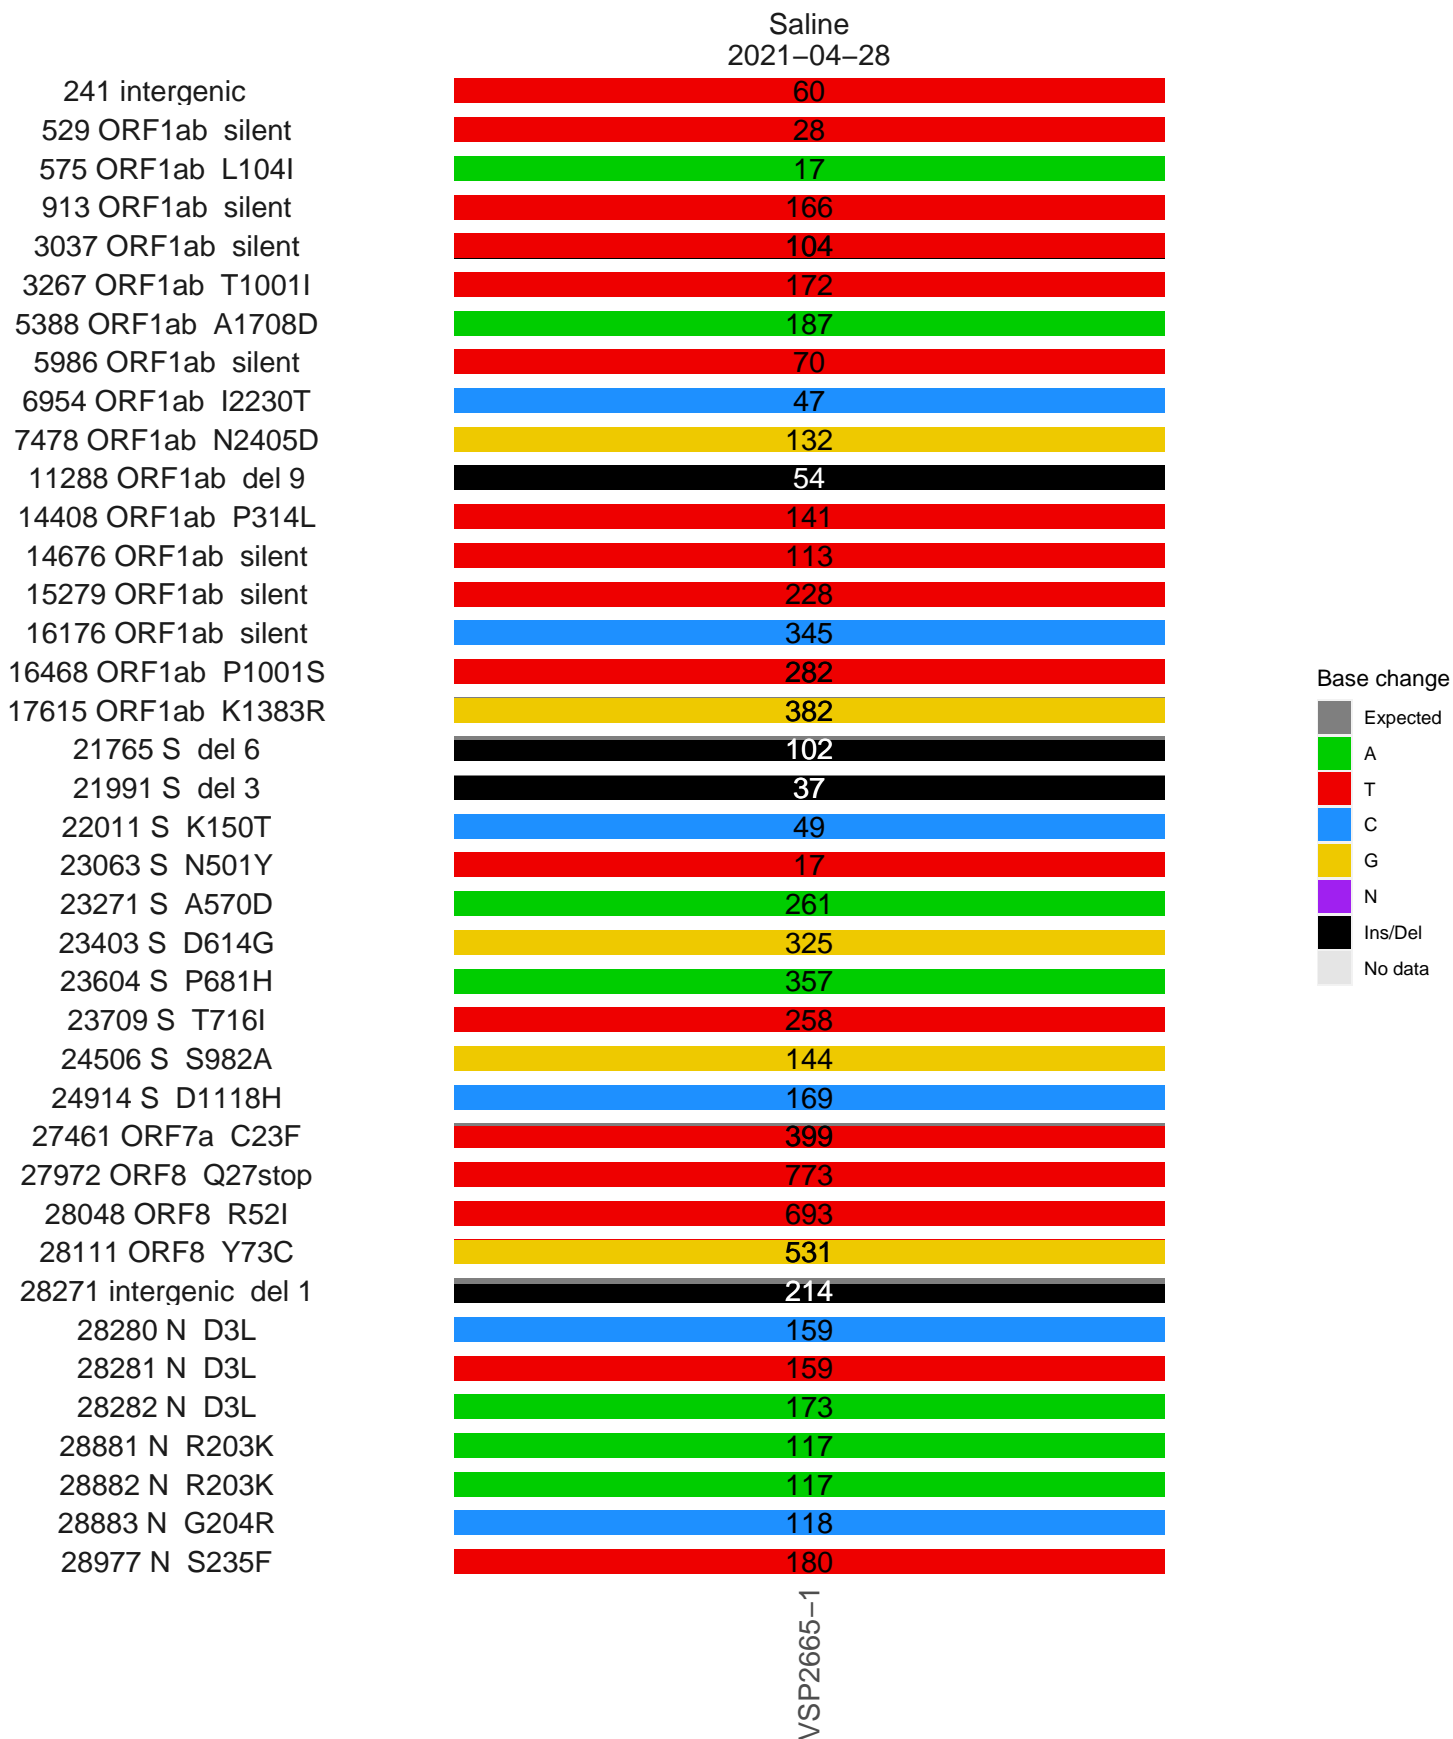 Saline
2021−04−28
241 intergenic 60
529 ORF1ab silent 28
575 ORF1ab L104I 17
913 ORF1ab silent 166
3037 ORF1ab silent 104
3267 ORF1ab T1001I 172
5388 ORF1ab A1708D 187
5986 ORF1ab silent 70
6954 ORF1ab I2230T 47
7478 ORF1ab N2405D 132
11288 ORF1ab del 9 54
14408 ORF1ab P314L 141
14676 ORF1ab silent 113
15279 ORF1ab silent 228
16176 ORF1ab silent 345
16468 ORF1ab P1001S 282
17615 ORF1ab K1383R 382
21765 S del 6 102
21991 S del 3 37
22011 S K150T 49
23063 S N501Y 17
23271 S A570D 261
23403 S D614G 325
23604 S P681H 357
23709 S T716I 258
24506 S S982A 144
24914 S D1118H 169
27461 ORF7a C23F 399
27972 ORF8 Q27stop 773
28048 ORF8 R52I 693
28111 ORF8 Y73C 531
28271 intergenic del 1 214
28280 N D3L 159
28281 N D3L 159
28282 N D3L 173
28881 N R203K 117
28882 N R203K 117
28883 N G204R 118
28977 N S235F 180
VSP2665−1
Base change
Expected
A
T
C
G
N
Ins/Del
No data